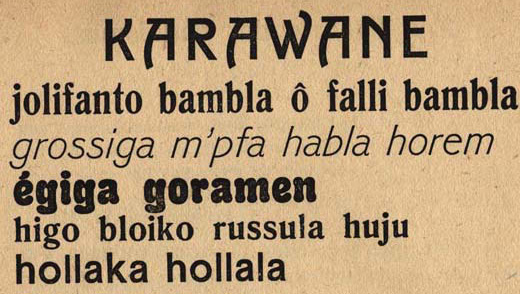 KARAWANE
jolifanto bambla ô falli bambla
grossiga m'pfa habla horem
égiga goramen
higo bloiko russula huju
hollaka hollala